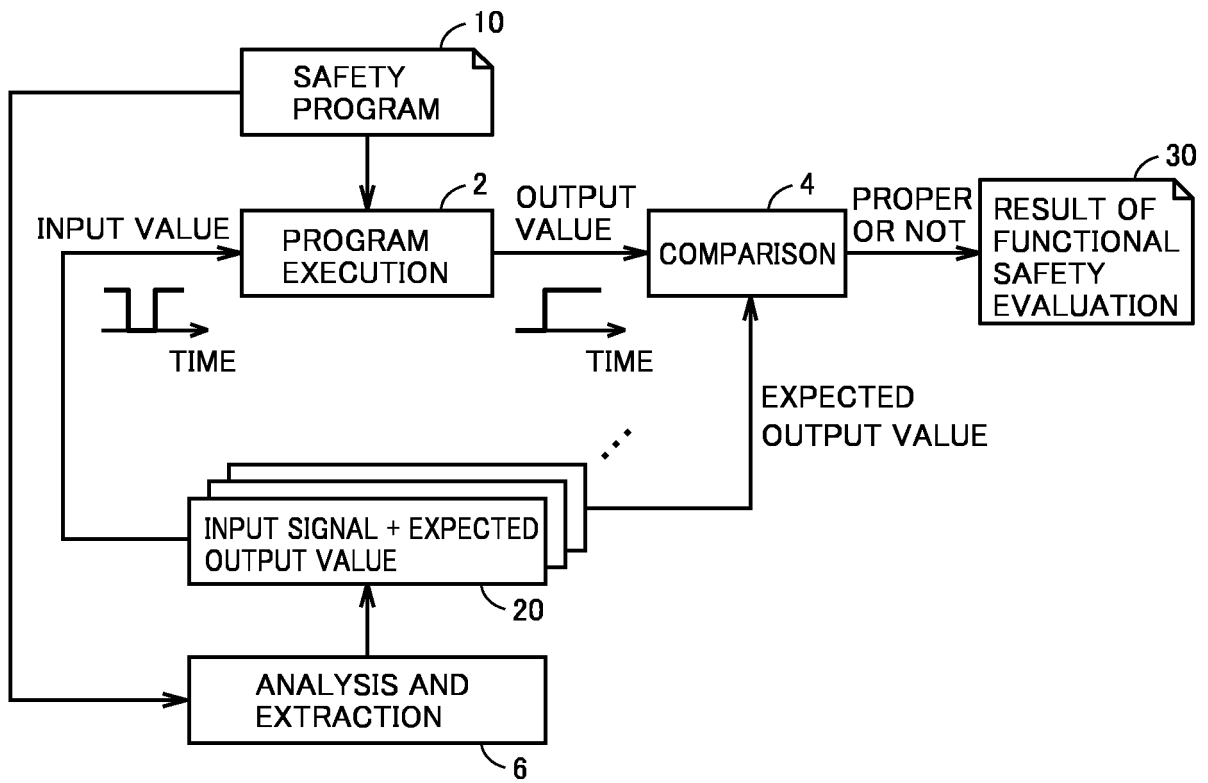 10
SAFETY
PROGRAM
2
INPUT VALUE
PROGRAM
EXECUTION
OUTPUT
VALUE
4
COMPARISON
PROPER
OR NOT
30
RESULT OF
FUNCTIONAL
SAFETY
EVALUATION
TIME
TIME
EXPECTED
OUTPUT VALUE
INPUT SIGNAL + EXPECTED
OUTPUT VALUE
20
ANALYSIS AND
EXTRACTION
6